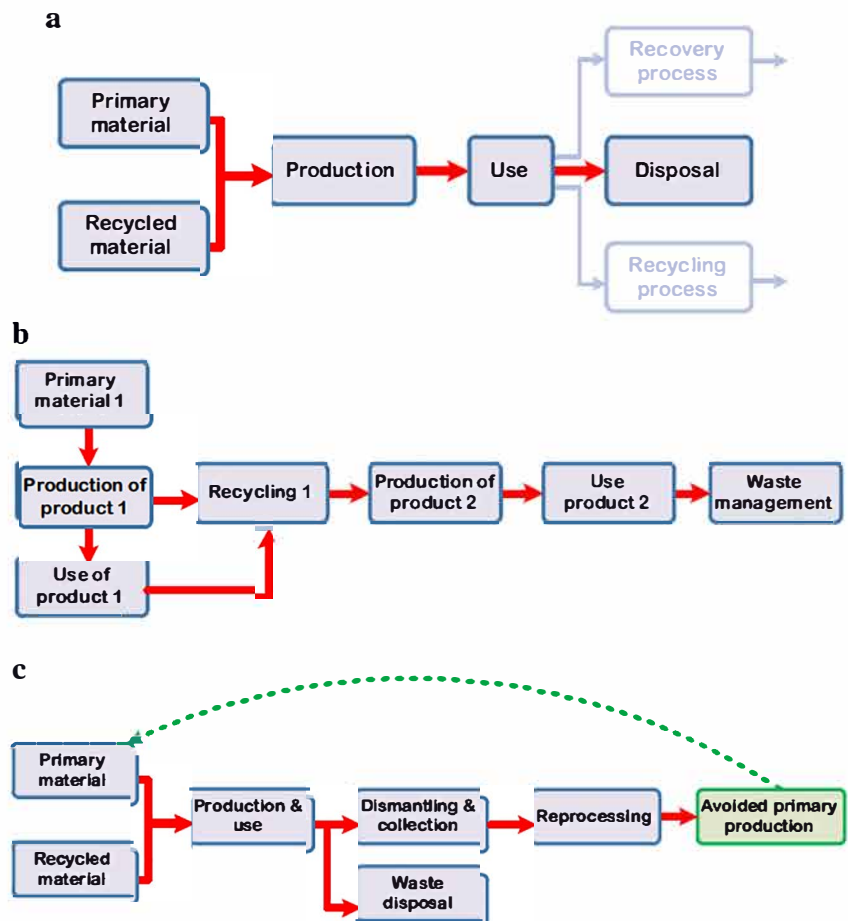 a
Primary
material
Recycled
material
Production
Use
Recovery
process
Disposal
Recycling
process
b
Primary
material 1
Production of
product 1
Use of
product 1
Recycling 1
Production of
product 2
Use
product 2
Waste
management
c
Primary
material
Recycled
material
Production &
use
Dismantling &
collection
Waste
disposal
Reprocessing
Avoided primary
production